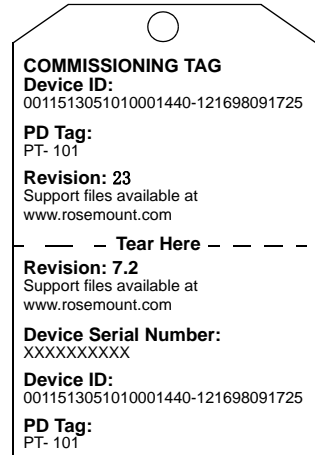 COMMISSIONING TAG
Device ID:
0011513051010001440-121698091725
PD Tag:
PT- 101
Revision: 23
Support files available at
www.rosemount.com
Tear Here
Revision: 7.2
Support files available at
www.rosemount.com
Device Serial Number:
XXXXXXXXXX
Device ID:
0011513051010001440-121698091725
PD Tag:
PT- 101